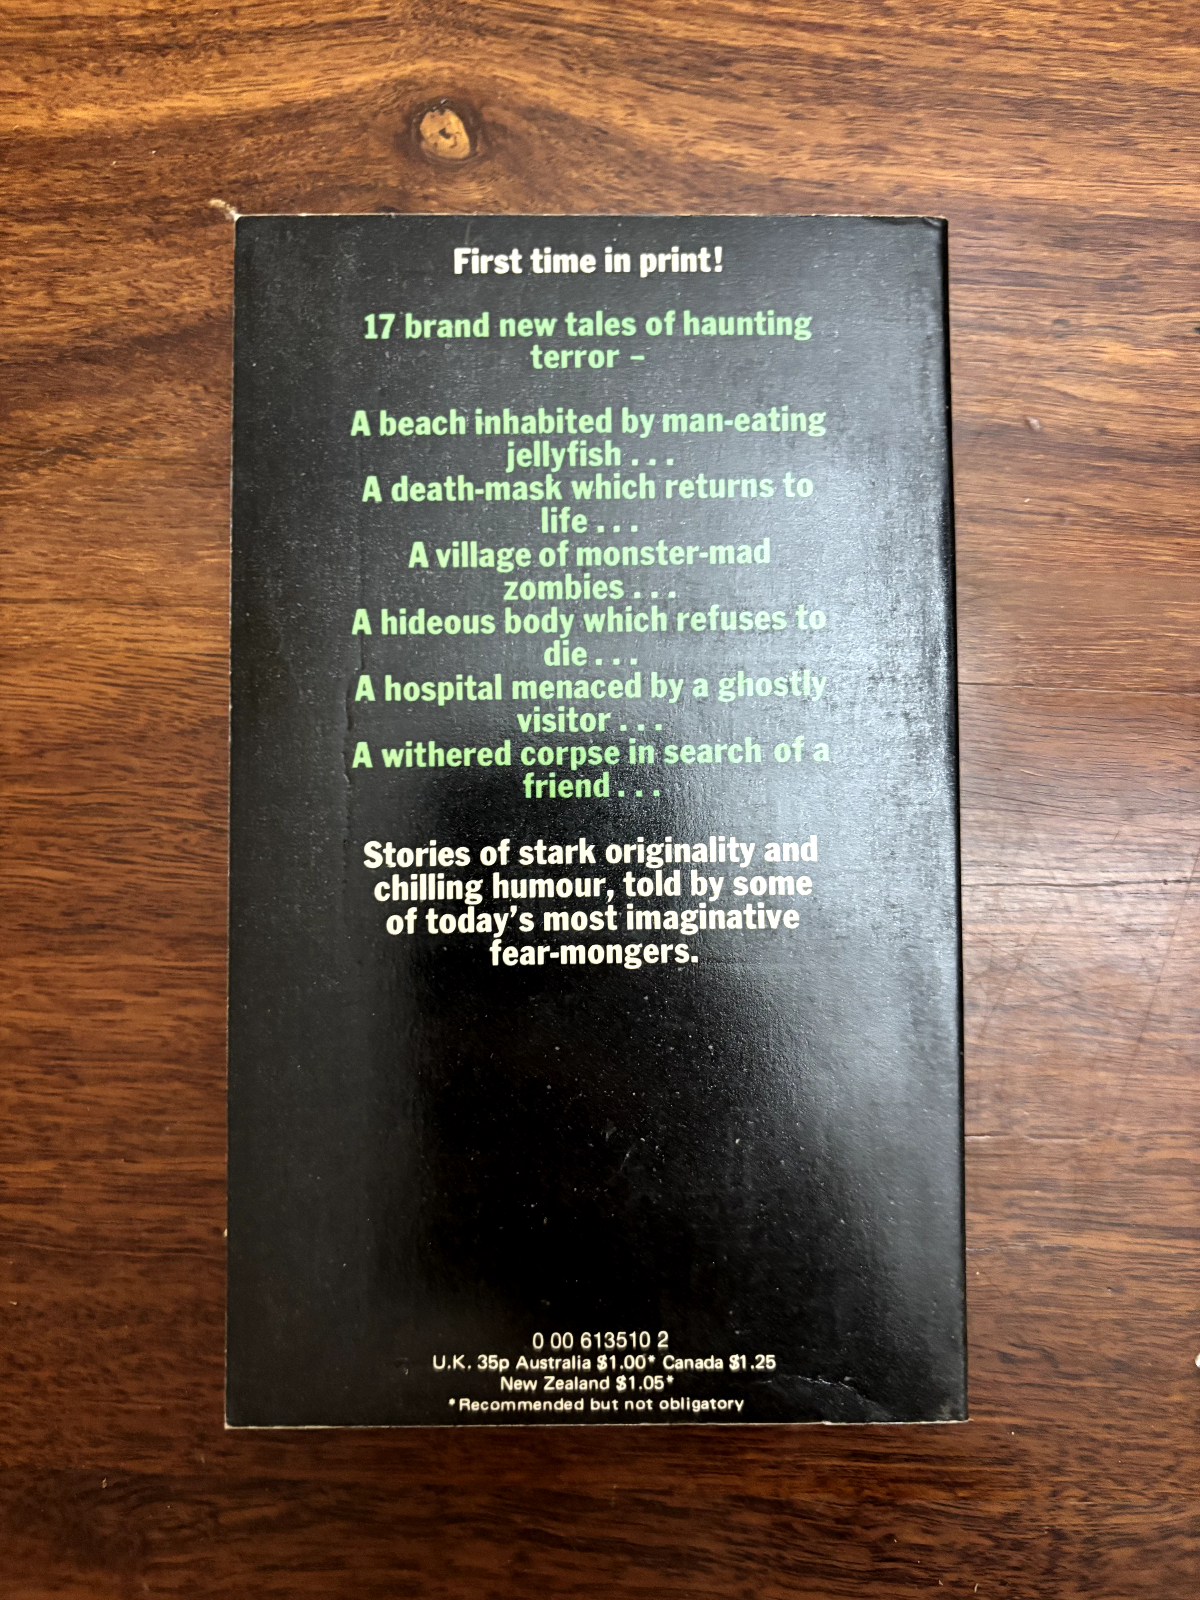 First time in print!
17 brand new tales of haunting
terror –
A beach inhabited by man-eating
jellyfish . . .
A death-mask which returns to
life . . .
A village of monster-mad
zombies . . .
A hideous body which refuses to
die . . .
A hospital menaced by a ghostly
visitor . . .
A withered corpse in search of a
friend . . .
Stories of stark originality and
chilling humour, told by some
of today's most imaginative
fear-mongers.
0 00 613510 2
U.K. 35p Australia $1.00* Canada $1.25
New Zealand $1.05*
*Recommended but not obligatory